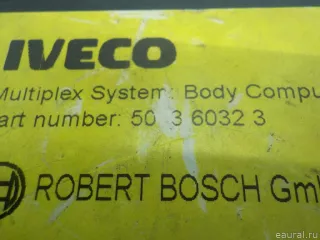 IVECO
Multiplex System: Body Compu
art number: 50 3 6032 3
ROBERT BOSCH Gm
eaural.ru